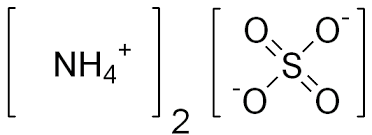 [NH₄⁺]₂ [O O⁻ S ⁻O O]